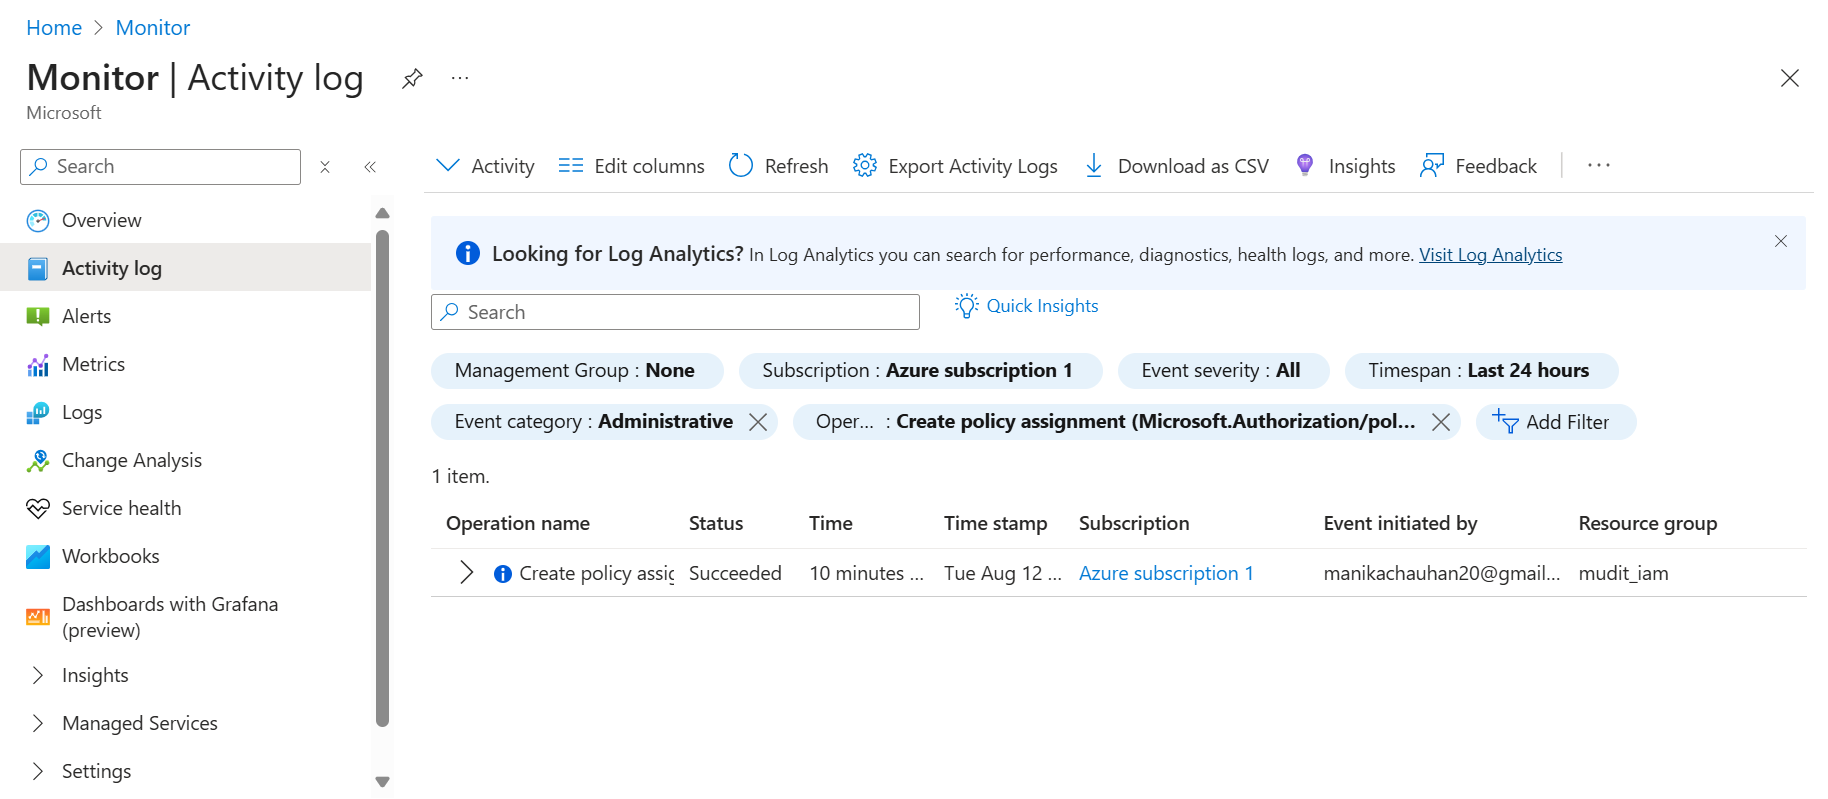 Home > Monitor
Monitor | Activity log ...
Microsoft
Search
Overview
Activity log
Alerts
Metrics
Logs
Change Analysis
Service health
Workbooks
Dashboards with Grafana
(preview)
Insights
Managed Services
Settings
Activity Edit columns Refresh Export Activity Logs Download as CSV Insights Feedback ...
Looking for Log Analytics? In Log Analytics you can search for performance, diagnostics, health logs, and more. Visit Log Analytics
Search Quick Insights
Management Group : None Subscription : Azure subscription 1 Event severity : All Timespan : Last 24 hours
Event category : Administrative Oper... : Create policy assignment (Microsoft.Authorization/pol... Add Filter
1 item.
Operation name Status Time Time stamp Subscription Event initiated by Resource group
Create policy assig Succeeded 10 minutes ... Tue Aug 12 ... Azure subscription 1 manikachauhan20@gmail... mudit_iam